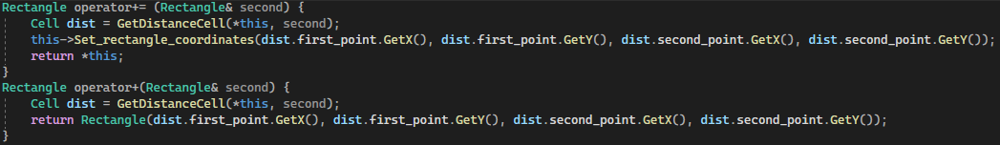 Rectangle operator+= (Rectangle& second) {
    Cell dist = GetDistanceCell(*this, second);
    this->Set_rectangle_coordinates(dist.first_point.GetX(), dist.first_point.GetY(), dist.second_point.GetX(), dist.second_point.GetY());
    return *this;
}
Rectangle operator+(Rectangle& second) {
    Cell dist = GetDistanceCell(*this, second);
    return Rectangle(dist.first_point.GetX(), dist.first_point.GetY(), dist.second_point.GetX(), dist.second_point.GetY());
}